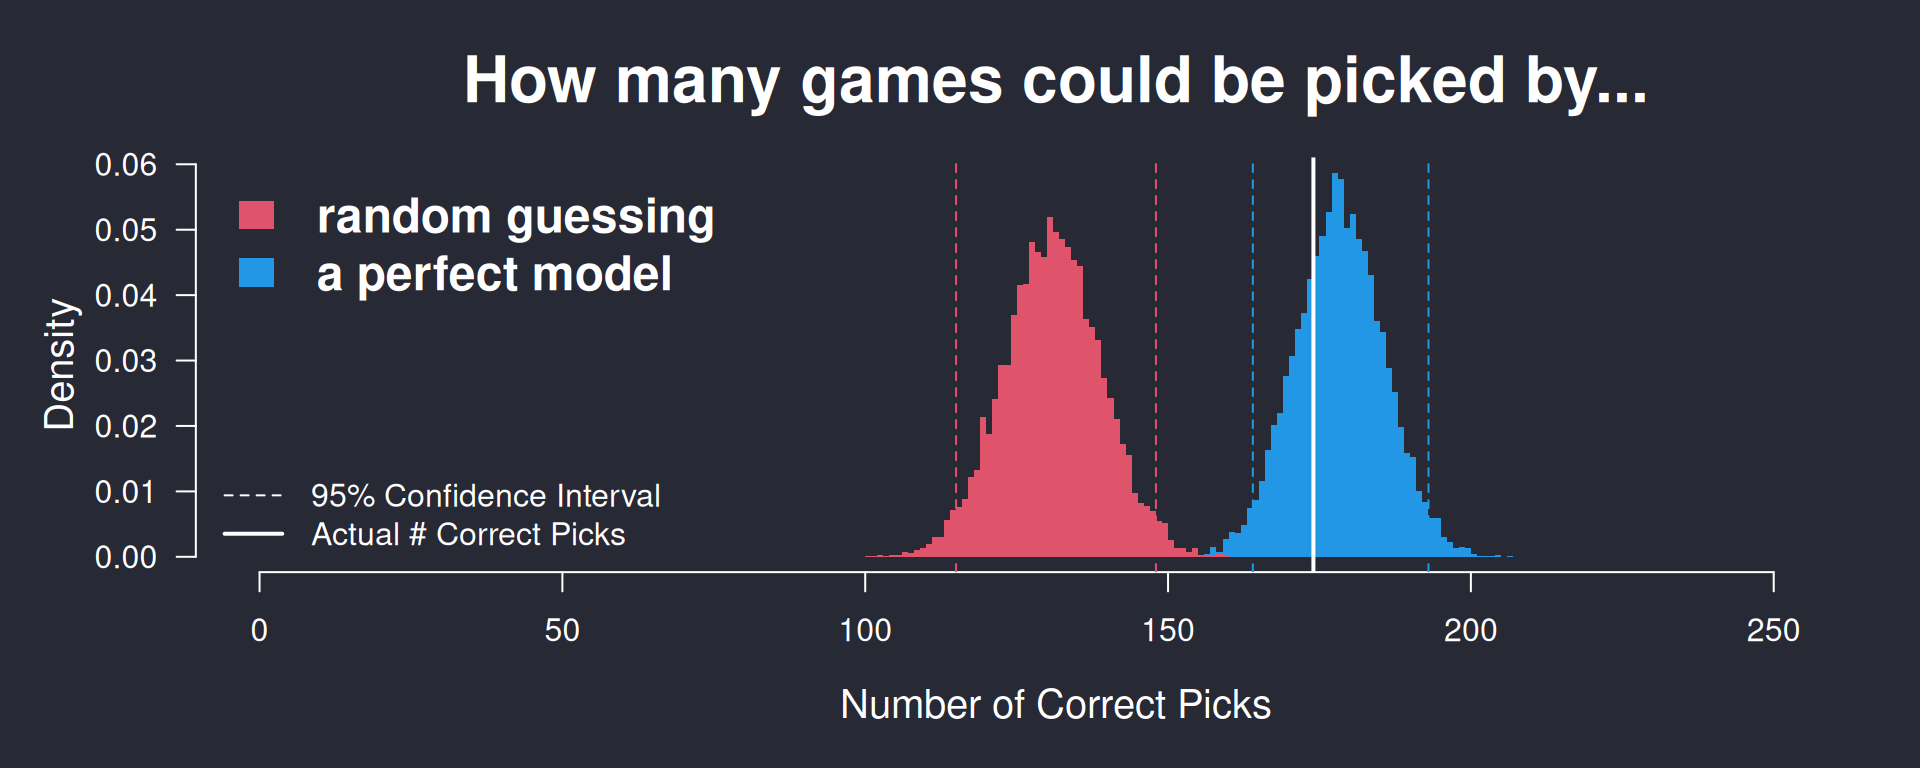 How many games could be picked by...
0.06
0.05
0.04
0.03
0.02
0.01
0.00
Density
random guessing
a perfect model
95% Confidence Interval
Actual # Correct Picks
0 50 100 150 200 250
Number of Correct Picks